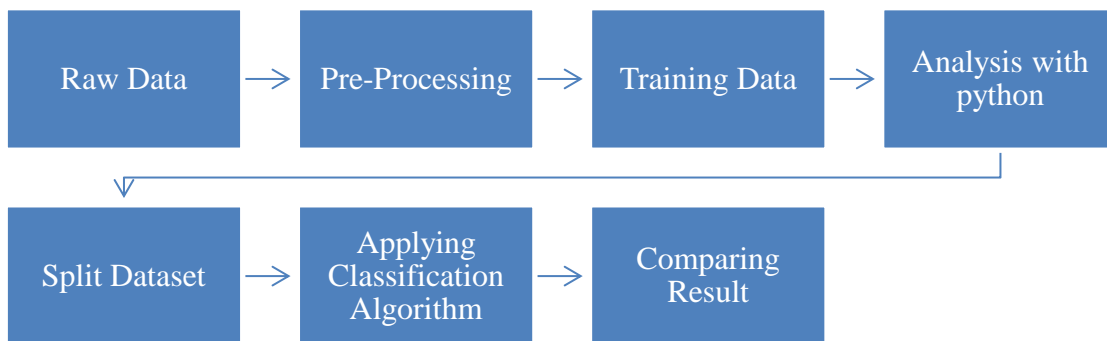 Raw Data
Pre-Processing
Training Data
Analysis with
python
Split Dataset
Applying
Classification
Algorithm
Comparing
Result